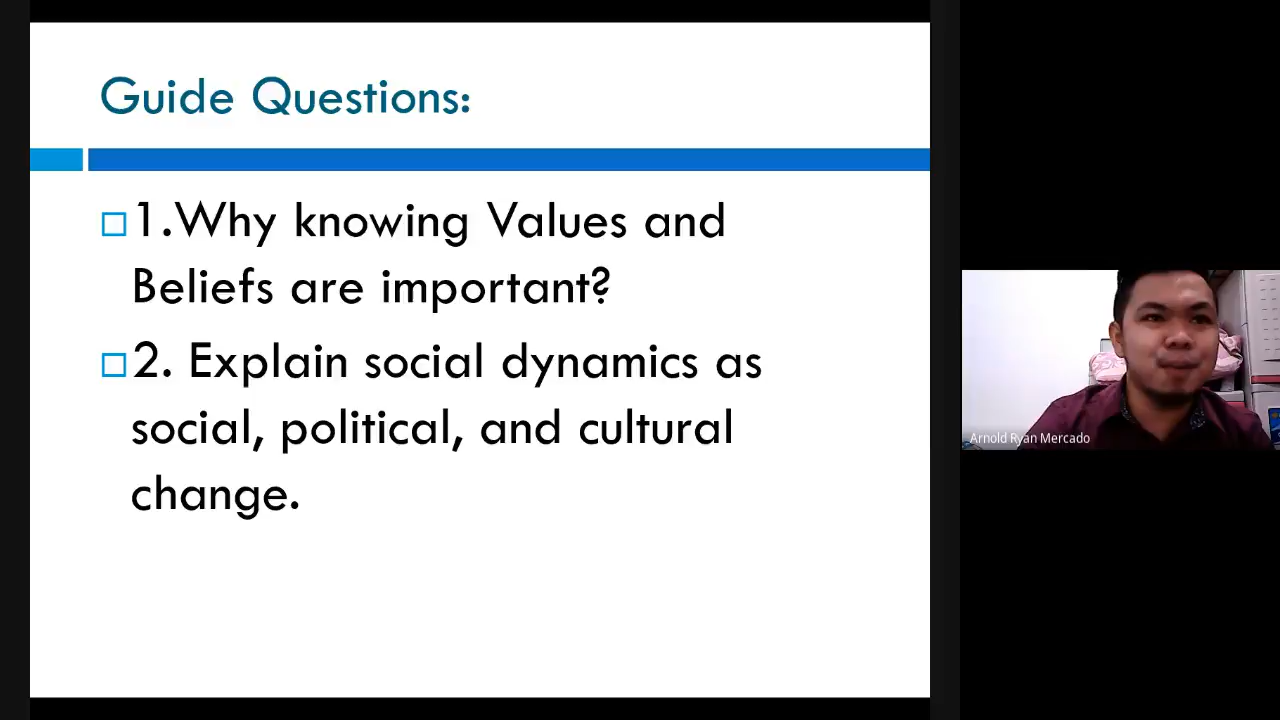 Guide Questions:
1.Why knowing Values and
Beliefs are important?
2. Explain social dynamics as
social, political, and cultural
change.
Arnold Ryan Mercado